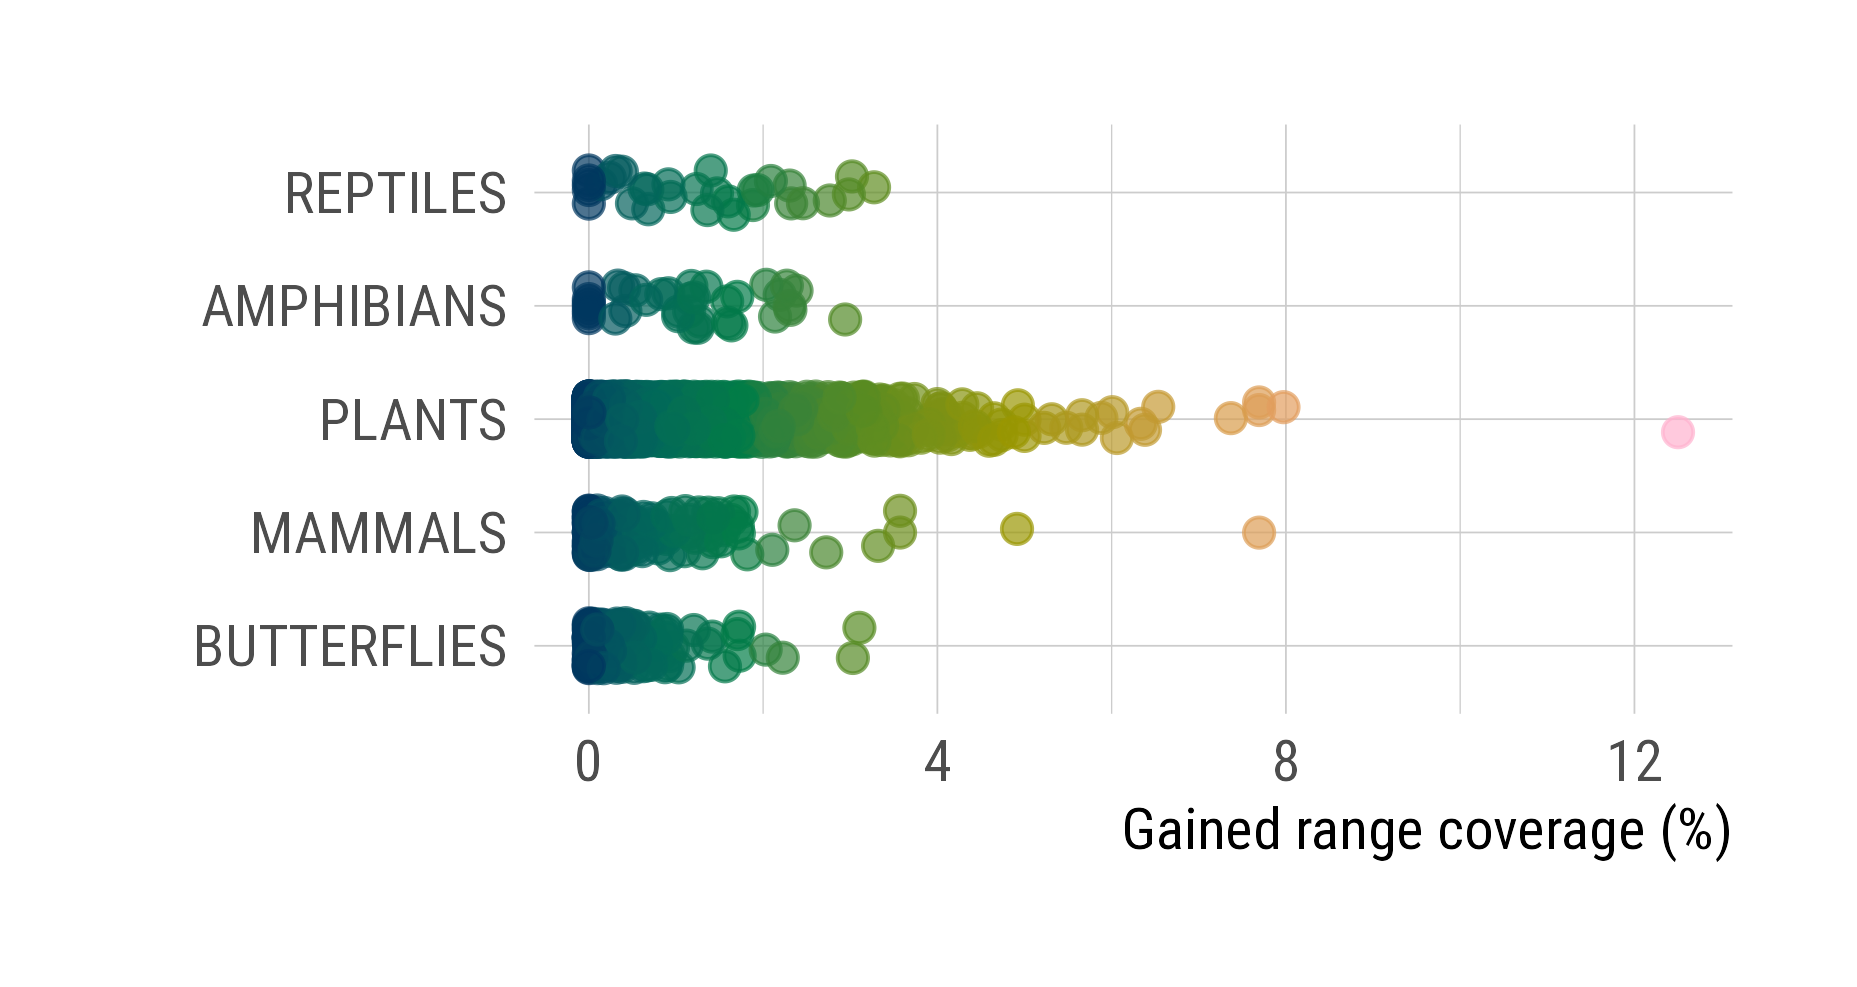 REPTILES
AMPHIBIANS
PLANTS
MAMMALS
BUTTERFLIES
0 4 8 12
Gained range coverage (%)